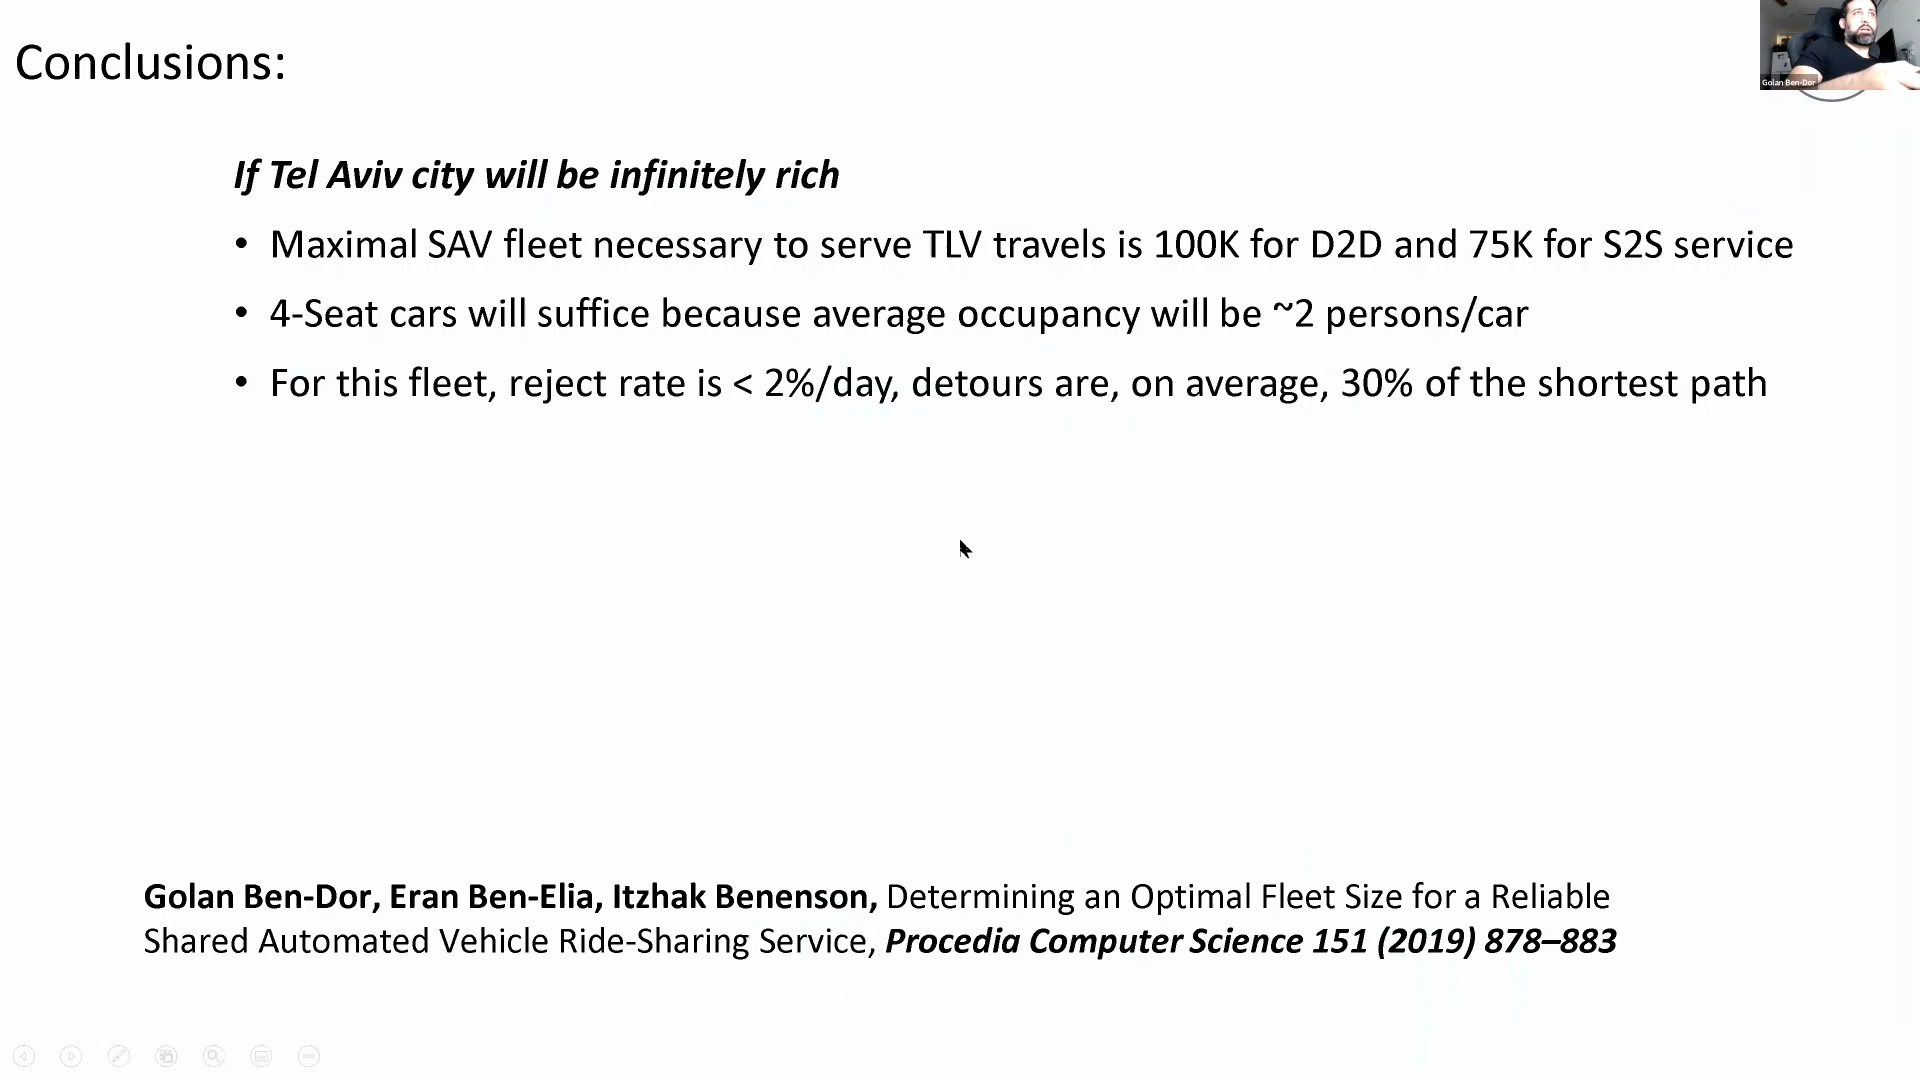 Conclusions:
Golan Ben-Dor
If Tel Aviv city will be infinitely rich
• Maximal SAV fleet necessary to serve TLV travels is 100K for D2D and 75K for S2S service
• 4-Seat cars will suffice because average occupancy will be ~2 persons/car
• For this fleet, reject rate is < 2%/day, detours are, on average, 30% of the shortest path
Golan Ben-Dor, Eran Ben-Elia, Itzhak Benenson, Determining an Optimal Fleet Size for a Reliable
Shared Automated Vehicle Ride-Sharing Service, Procedia Computer Science 151 (2019) 878–883